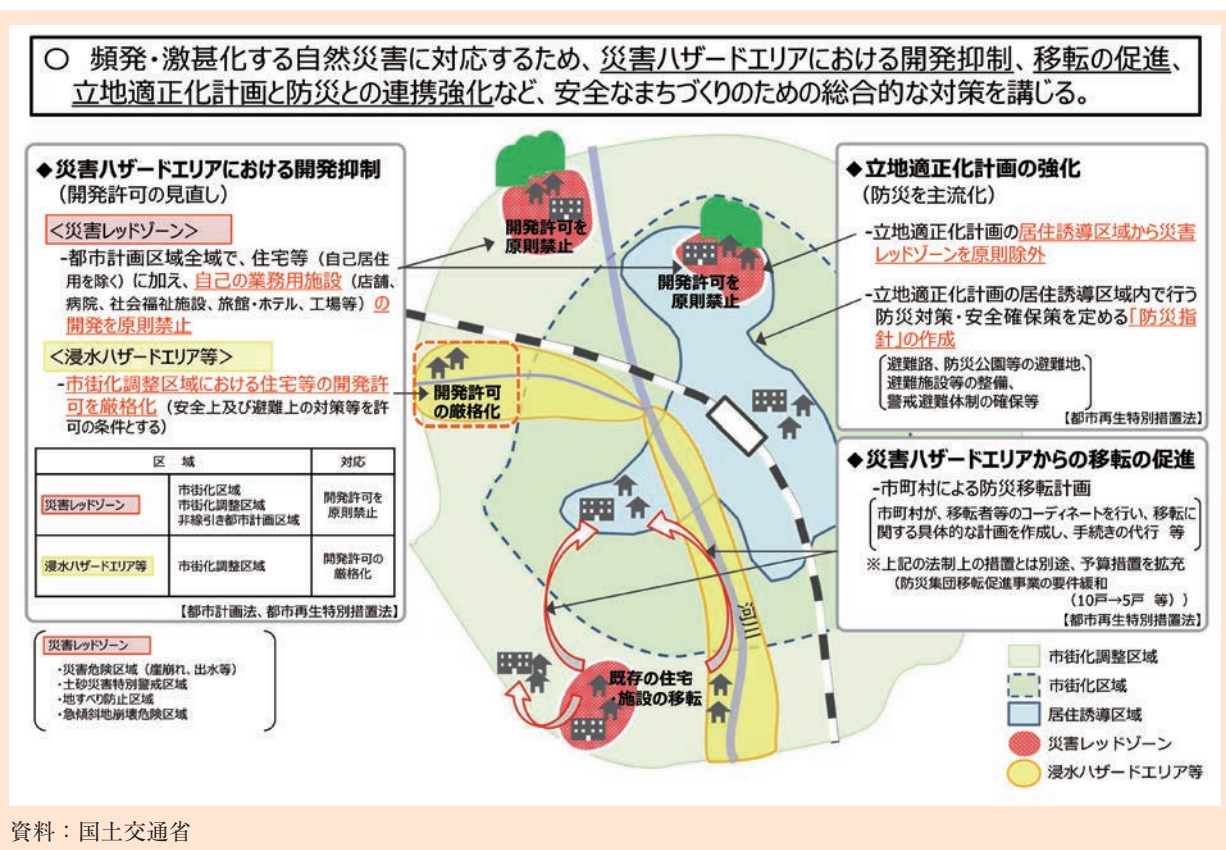 ○ 頻発・激甚化する自然災害に対応するため、災害ハザードエリアにおける開発抑制、移転の促進、
立地適正化計画と防災との連携強化など、安全なまちづくりのための総合的な対策を講じる。
◆災害ハザードエリアにおける開発抑制
（開発許可の見直し）
＜災害レッドゾーン＞
-都市計画区域全域で、住宅等（自己居住
用を除く）に加え、自己の業務用施設（店舗、
病院、社会福祉施設、旅館・ホテル、工場等）の
開発を原則禁止
＜浸水ハザードエリア等＞
-市街化調整区域における住宅等の開発許
可を厳格化（安全上及び避難上の対策等を許
可の条件とする）
区 域 対応
災害レッドゾーン
市街化区域
市街化調整区域
非線引き都市計画区域
開発許可を
原則禁止
浸水ハザードエリア等
市街化調整区域
開発許可の
厳格化
【都市計画法、都市再生特別措置法】
災害レッドゾーン
・災害危険区域（崖崩れ、出水等）
・土砂災害特別警戒区域
・地すべり防止区域
・急傾斜地崩壊危険区域
開発許可を
原則禁止
開発許可を
原則禁止
開発許可
の厳格化
河川
既存の住宅
・施設の移転
◆立地適正化計画の強化
（防災を主流化）
-立地適正化計画の居住誘導区域から災害
レッドゾーンを原則除外
-立地適正化計画の居住誘導区域内で行う
防災対策・安全確保策を定める「防災指
針」の作成
避難路、防災公園等の避難地、
避難施設等の整備、
警戒避難体制の確保等
【都市再生特別措置法】
◆災害ハザードエリアからの移転の促進
-市町村による防災移転計画
市町村が、移転者等のコーディネートを行い、移転に
関する具体的な計画を作成し、手続きの代行 等
※上記の法制上の措置とは別途、予算措置を拡充
（防災集団移転促進事業の要件緩和
（10戸→5戸 等））
【都市再生特別措置法】
市街化調整区域
市街化区域
居住誘導区域
災害レッドゾーン
浸水ハザードエリア等
資料：国土交通省